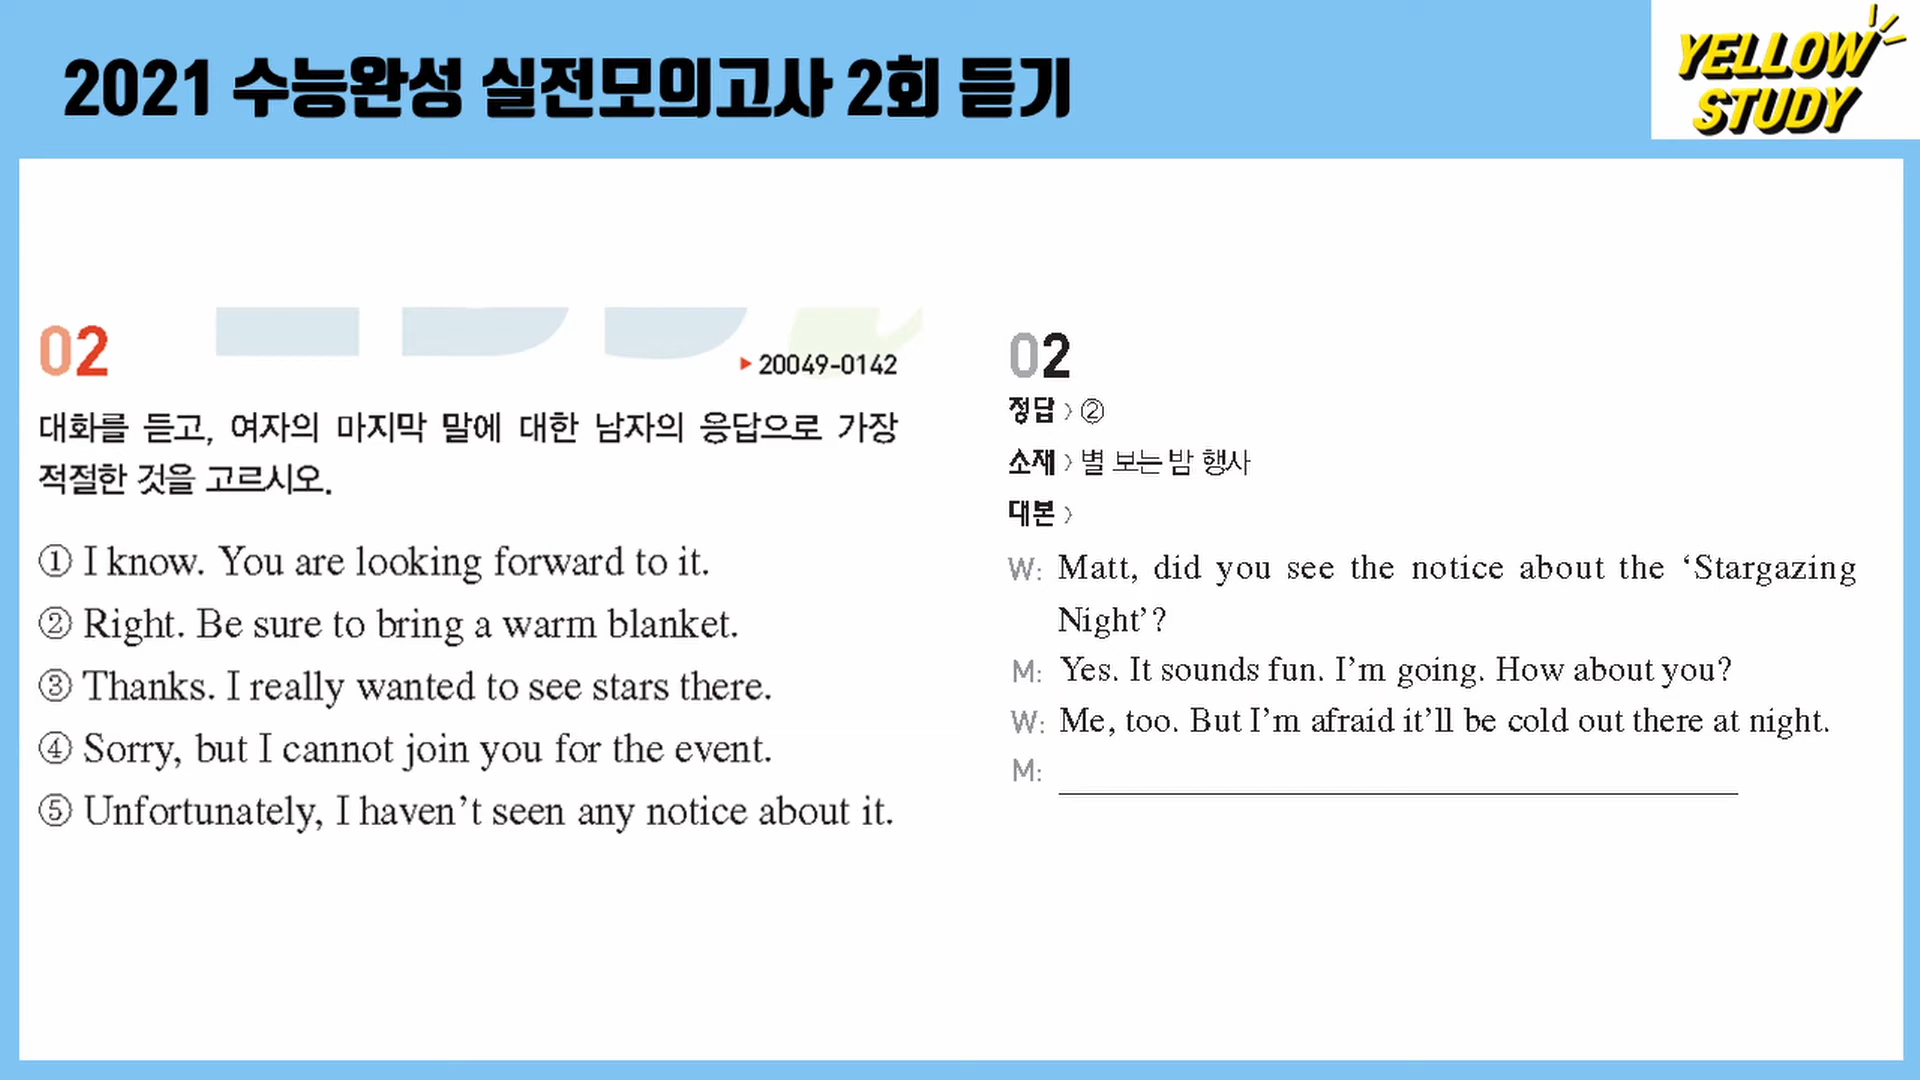 2021 수능완성 실전모의고사 2회 듣기
YELLOW
STUDY
02
▶ 20049-0142
대화를 듣고, 여자의 마지막 말에 대한 남자의 응답으로 가장
적절한 것을 고르시오.
① I know. You are looking forward to it.
② Right. Be sure to bring a warm blanket.
③ Thanks. I really wanted to see stars there.
④ Sorry, but I cannot join you for the event.
⑤ Unfortunately, I haven't seen any notice about it.
02
정답 〉 ②
소재 〉 별 보는 밤 행사
대본 〉
W: Matt, did you see the notice about the ‘Stargazing
Night’?
M: Yes. It sounds fun. I’m going. How about you?
W: Me, too. But I’m afraid it’ll be cold out there at night.
M: